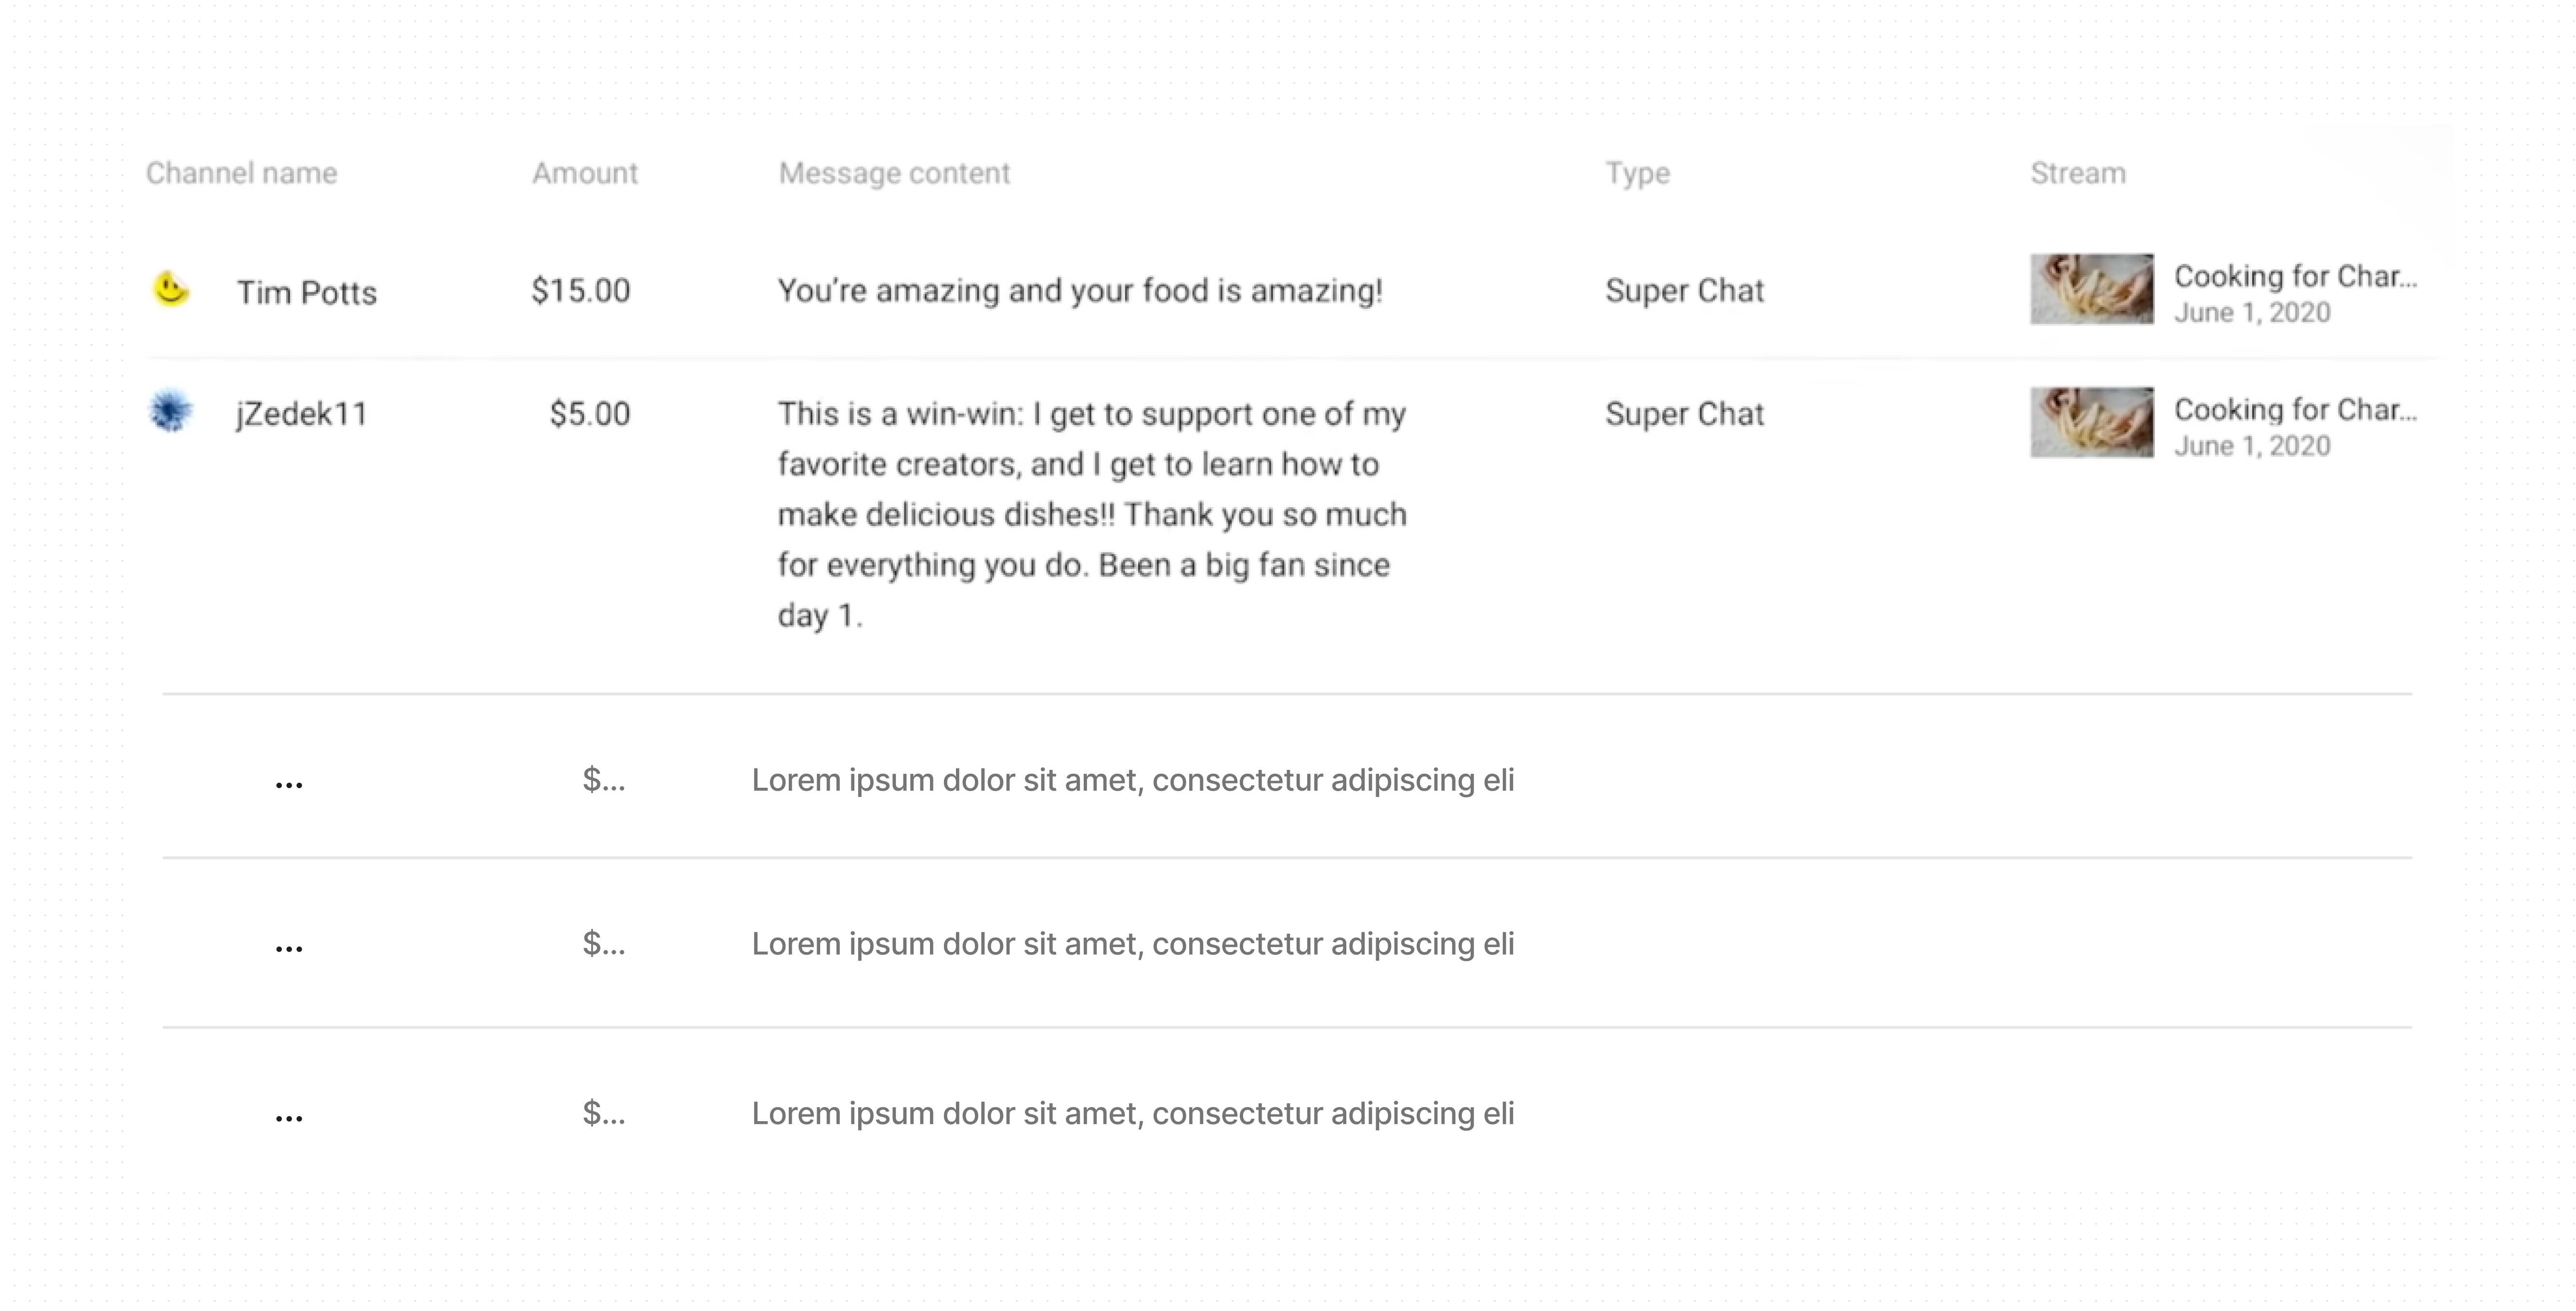 Channel name Amount Message content Type Stream
Tim Potts $15.00 You’re amazing and your food is amazing! Super Chat Cooking for Char...
June 1, 2020
jZedek11 $5.00 This is a win-win: I get to support one of my Super Chat Cooking for Char...
June 1, 2020
favorite creators, and I get to learn how to
make delicious dishes!! Thank you so much
for everything you do. Been a big fan since
day 1.
... $... Lorem ipsum dolor sit amet, consectetur adipiscing eli
... $... Lorem ipsum dolor sit amet, consectetur adipiscing eli
... $... Lorem ipsum dolor sit amet, consectetur adipiscing eli